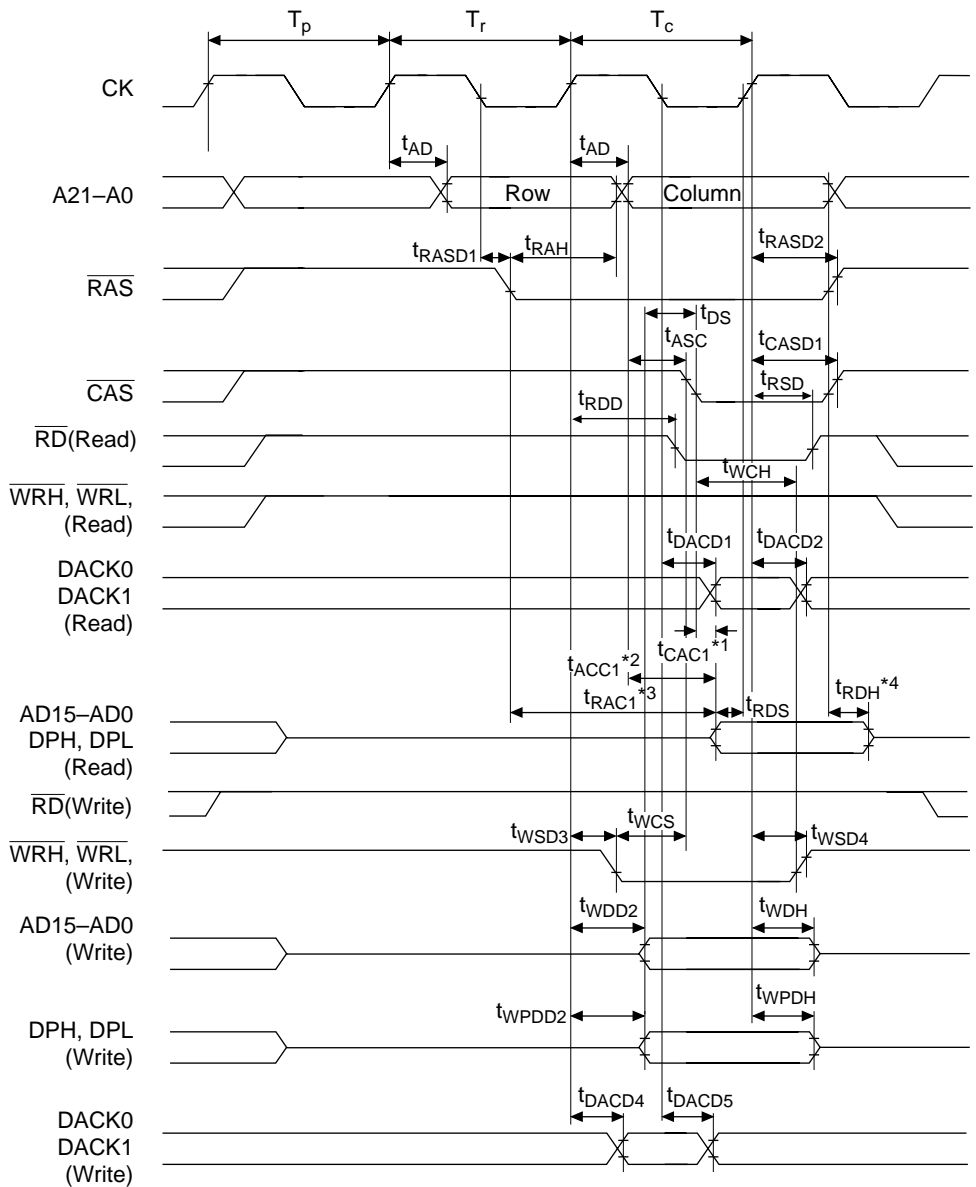 Tp Tr Tc
CK
tAD tAD
A21–A0 Row Column
tRASD1 tRAH tRASD2
RAS
tDS
tASC tCASD1
CAS tRSD
tRDD
RD(Read)
tWCH
WRH, WRL,
(Read)
tDACD1 tDACD2
DACK0
DACK1
(Read)
tCAC1*1
tACC1*2
tRAC1*3 tRDS tRDH*4
AD15–AD0
DPH, DPL
(Read)
RD(Write)
tWSD3 tWCS tWSD4
WRH, WRL,
(Write)
tWDD2 tWDH
AD15–AD0
(Write)
tWPDD2 tWPDH
DPH, DPL
(Write)
tDACD4 tDACD5
DACK0
DACK1
(Write)